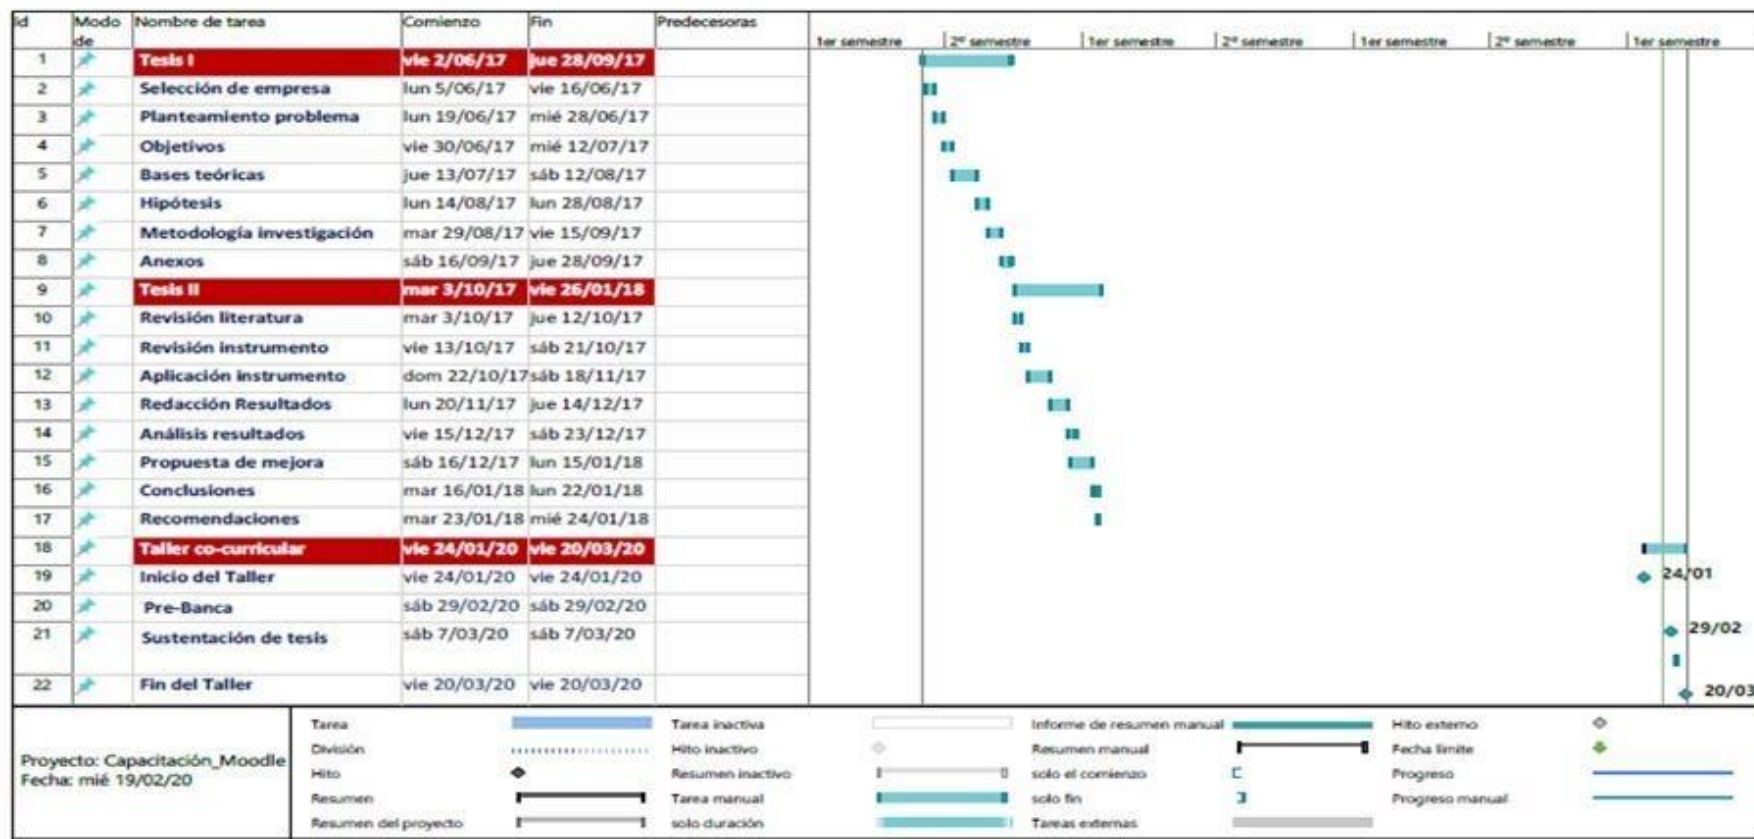 Id Modo de Nombre de tarea Comienzo Fin Predecesoras
1er semestre 2º semestre 1er semestre 2º semestre 1er semestre 2º semestre 1er semestre
1 Tesis I vie 2/06/17 jue 28/09/17
2 Selección de empresa lun 5/06/17 vie 16/06/17
3 Planteamiento problema lun 19/06/17 mié 28/06/17
4 Objetivos vie 30/06/17 mié 12/07/17
5 Bases teóricas jue 13/07/17 sáb 12/08/17
6 Hipótesis lun 14/08/17 lun 28/08/17
7 Metodología investigación mar 29/08/17 vie 15/09/17
8 Anexos sáb 16/09/17 jue 28/09/17
9 Tesis II mar 3/10/17 vie 26/01/18
10 Revisión literatura mar 3/10/17 jue 12/10/17
11 Revisión instrumento vie 13/10/17 sáb 21/10/17
12 Aplicación instrumento dom 22/10/17 sáb 18/11/17
13 Redacción Resultados lun 20/11/17 jue 14/12/17
14 Análisis resultados vie 15/12/17 sáb 23/12/17
15 Propuesta de mejora sáb 16/12/17 lun 15/01/18
16 Conclusiones mar 16/01/18 lun 22/01/18
17 Recomendaciones mar 23/01/18 mié 24/01/18
18 Taller co-curricular vie 24/01/20 vie 20/03/20
19 Inicio del Taller vie 24/01/20 vie 24/01/20 24/01
20 Pre-Banca sáb 29/02/20 sáb 29/02/20
21 Sustentación de tesis sáb 7/03/20 sáb 7/03/20 29/02
22 Fin del Taller vie 20/03/20 vie 20/03/20 20/03
Proyecto: Capacitación_Moodle
Fecha: mié 19/02/20
Tarea Tarea inactiva Informe de resumen manual Hito externo
División Hito inactivo Resumen manual Fecha límite
Hito Resumen inactivo solo el comienzo Progreso
Resumen Tarea manual solo fin Progreso manual
Resumen del proyecto solo duración Tareas externas